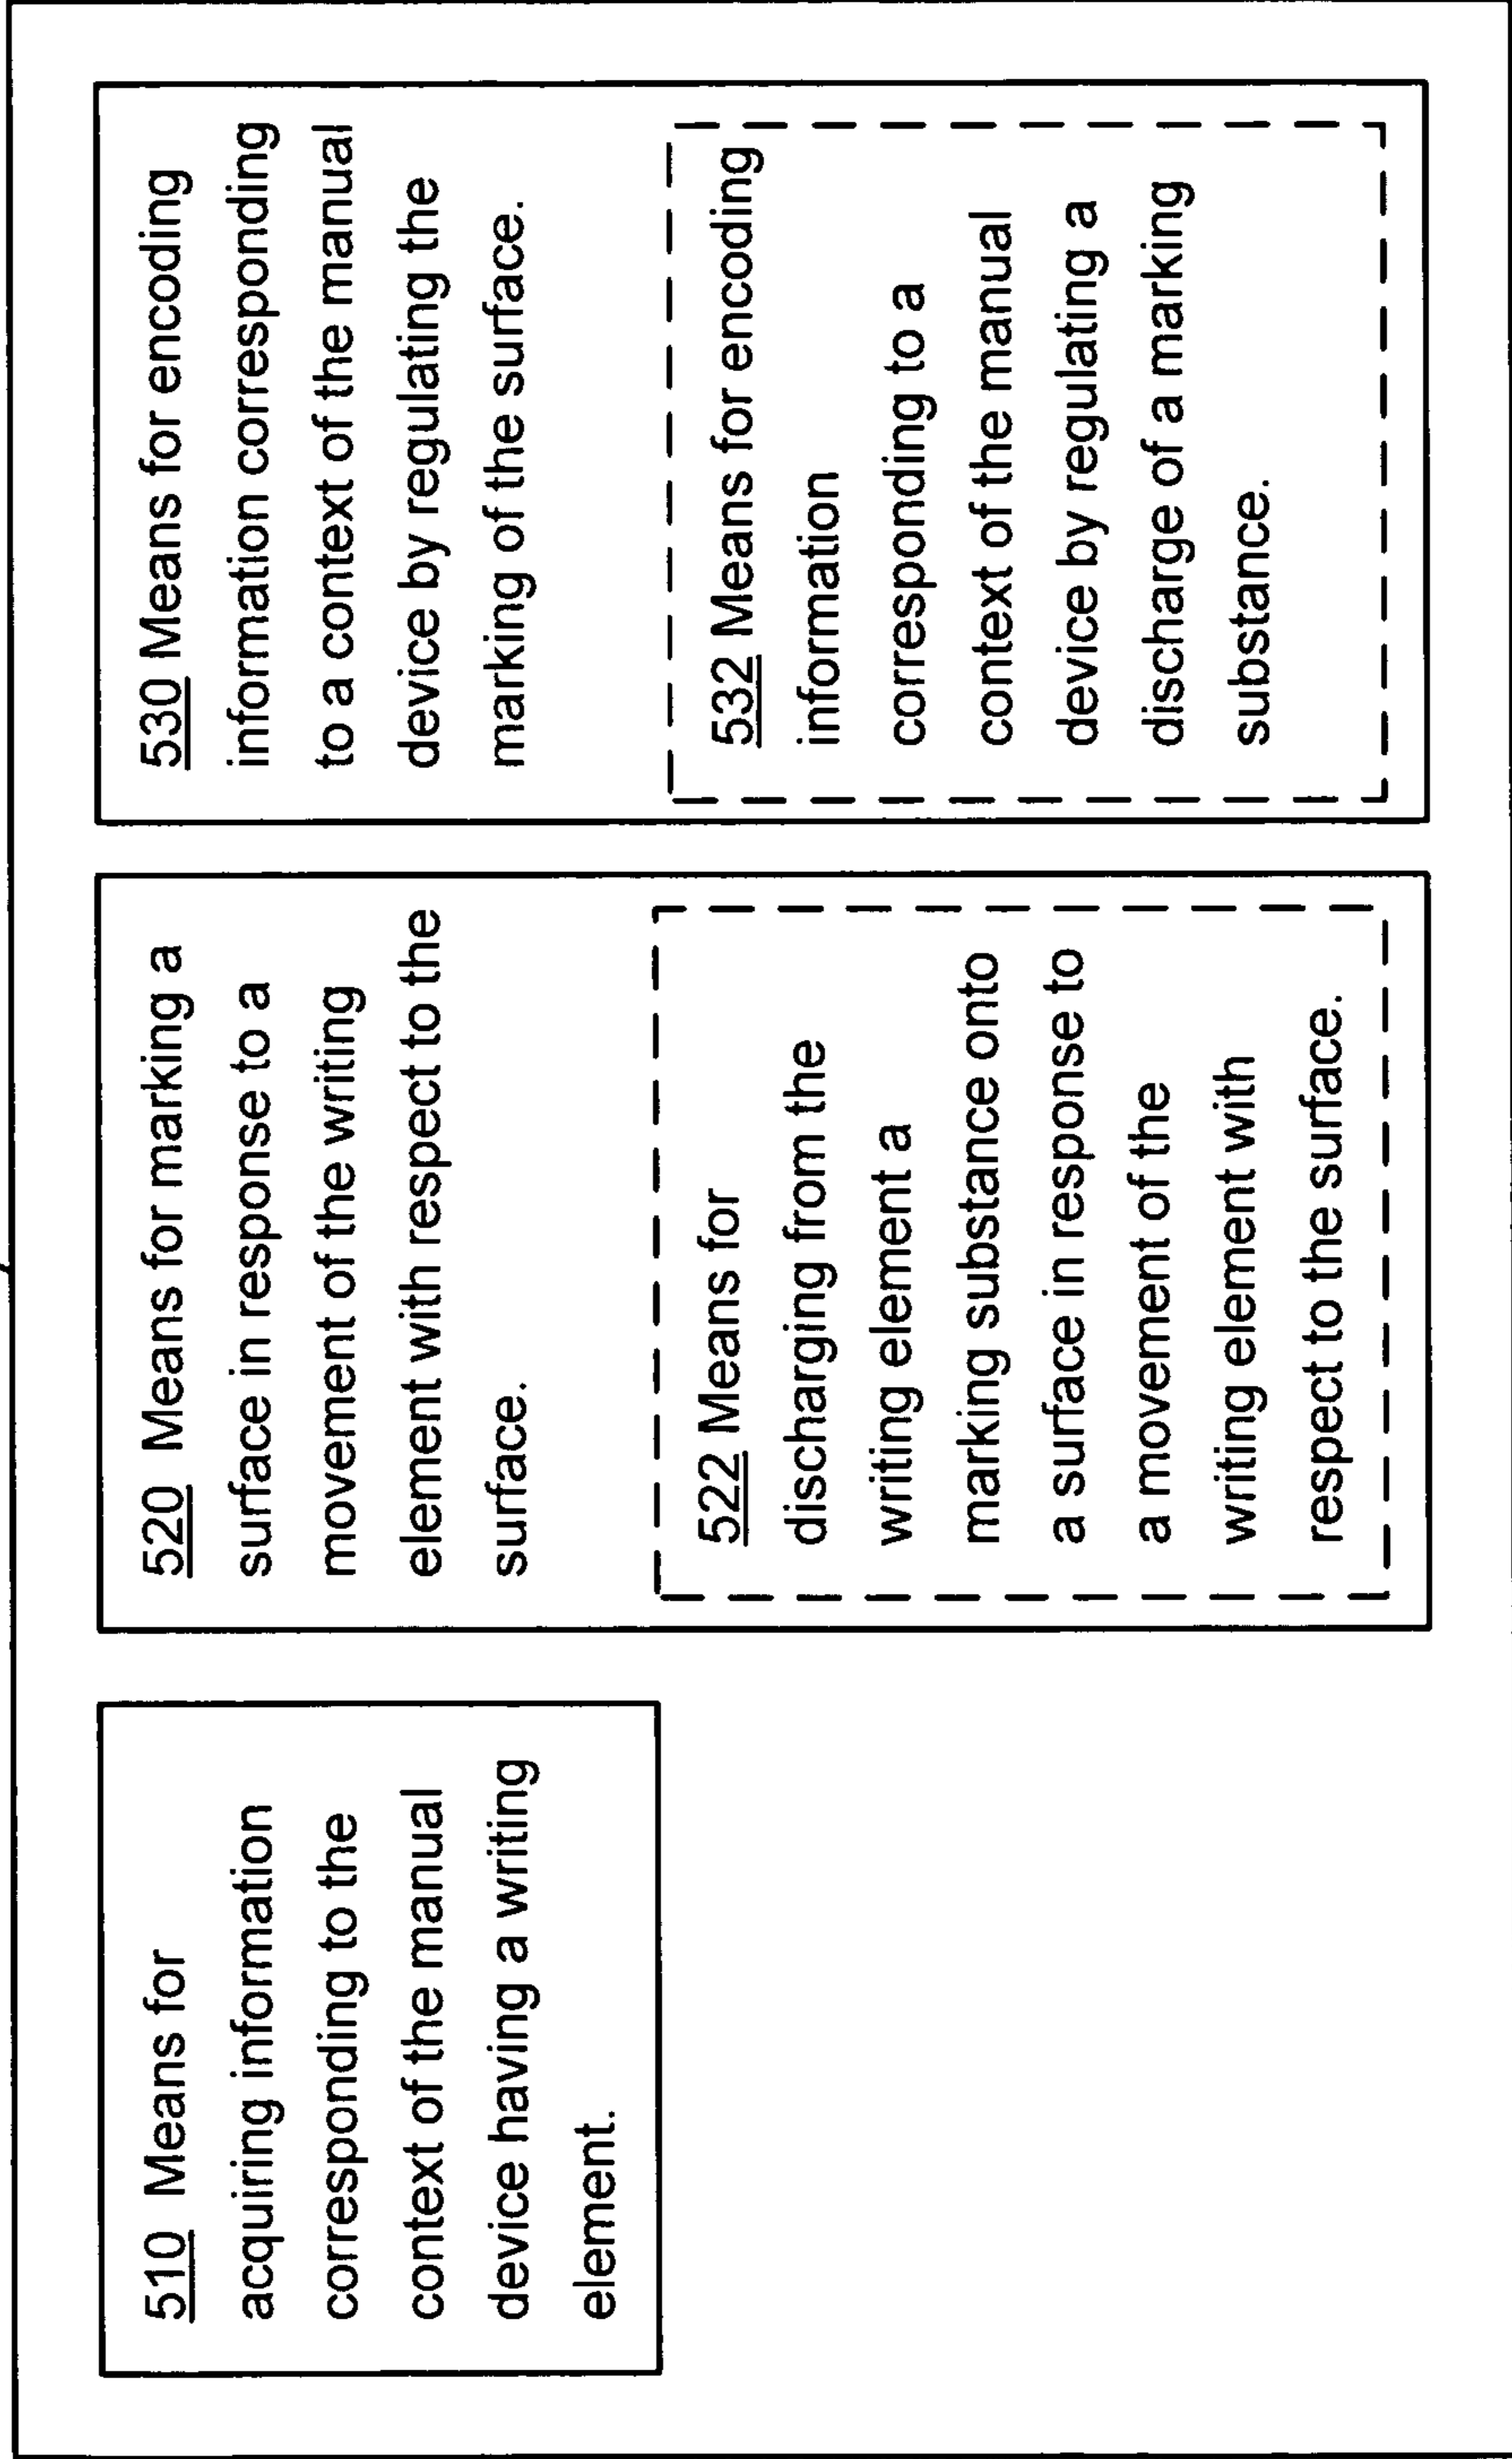 510 Means for
acquiring information
corresponding to the
context of the manual
device having a writing
element.
520 Means for marking a
surface in response to a
movement of the writing
element with respect to the
surface.
522 Means for
discharging from the
writing element a
marking substance onto
a surface in response to
a movement of the
writing element with
respect to the surface.
530 Means for encoding
information corresponding
to a context of the manual
device by regulating the
marking of the surface.
532 Means for encoding
information
corresponding to a
context of the manual
device by regulating a
discharge of a marking
substance.